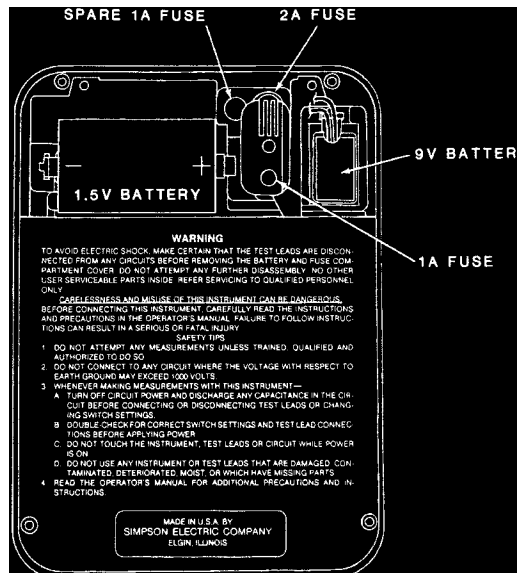 SPARE 1A FUSE
2A FUSE
9V BATTER
- +
1.5V BATTERY
1A FUSE
WARNING
TO AVOID ELECTRIC SHOCK, MAKE CERTAIN THAT THE TEST LEADS ARE DISCON-
NECTED FROM ANY CIRCUITS BEFORE REMOVING THE BATTERY AND FUSE COM-
PARTMENT COVER. DO NOT ATTEMPT ANY FURTHER DISASSEMBLY. NO OTHER
USER SERVICEABLE PARTS INSIDE. REFER SERVICING TO QUALIFIED PERSONNEL
ONLY
CARELESSNESS AND MISUSE OF THIS INSTRUMENT CAN BE DANGEROUS.
BEFORE CONNECTING THIS INSTRUMENT, CAREFULLY READ THE INSTRUCTIONS
AND PRECAUTIONS IN THE OPERATOR'S MANUAL. FAILURE TO FOLLOW INSTRUC-
TIONS CAN RESULT IN A SERIOUS OR FATAL INJURY
SAFETY TIPS
1 DO NOT ATTEMPT ANY MEASUREMENTS UNLESS TRAINED, QUALIFIED AND
AUTHORIZED TO DO SO
2. DO NOT CONNECT TO ANY CIRCUIT WHERE THE VOLTAGE WITH RESPECT TO
EARTH GROUND MAY EXCEED 1000 VOLTS.
3 WHENEVER MAKING MEASUREMENTS WITH THIS INSTRUMENT—
A TURN OFF CIRCUIT POWER AND DISCHARGE ANY CAPACITANCE IN THE CIR-
CUIT BEFORE CONNECTING OR DISCONNECTING TEST LEADS OR CHANG-
ING SWITCH SETTINGS.
B DOUBLE-CHECK FOR CORRECT SWITCH SETTINGS AND TEST LEAD CONNEC-
TIONS BEFORE APPLYING POWER
C. DO NOT TOUCH THE INSTRUMENT, TEST LEADS OR CIRCUIT WHILE POWER
IS ON
D. DO NOT USE ANY INSTRUMENT OR TEST LEADS THAT ARE DAMAGED, CON-
TAMINATED, DETERIORATED, MOIST, OR WHICH HAVE MISSING PARTS
4 READ THE OPERATOR'S MANUAL FOR ADDITIONAL PRECAUTIONS AND IN-
STRUCTIONS.
MADE IN U.S.A. BY
SIMPSON ELECTRIC COMPANY
ELGIN, ILLINOIS